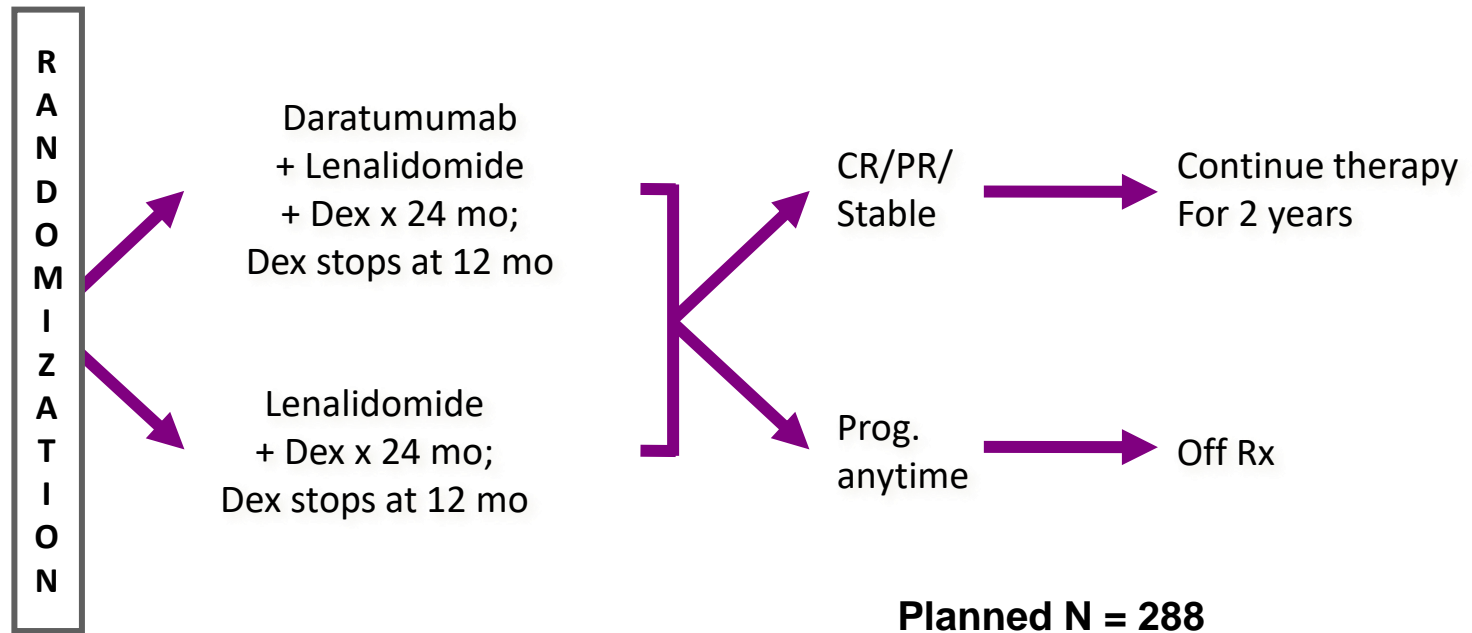 RANDOMIZATION
Daratumumab
+ Lenalidomide
+ Dex x 24 mo;
Dex stops at 12 mo
Lenalidomide
+ Dex x 24 mo;
Dex stops at 12 mo
CR/PR/
Stable
Continue therapy
For 2 years
Prog.
anytime
Off Rx
Planned N = 288